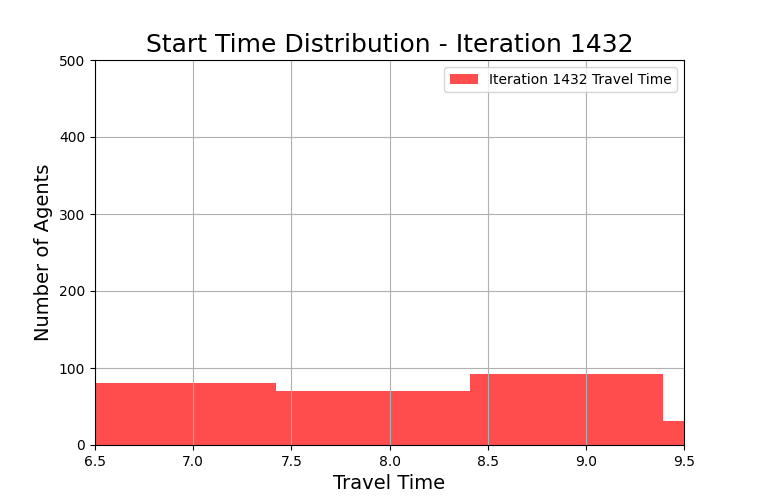 Start Time Distribution - Iteration 1432
Iteration 1432 Travel Time
Number of Agents
500
400
300
200
100
0
6.5 7.0 7.5 8.0 8.5 9.0 9.5
Travel Time